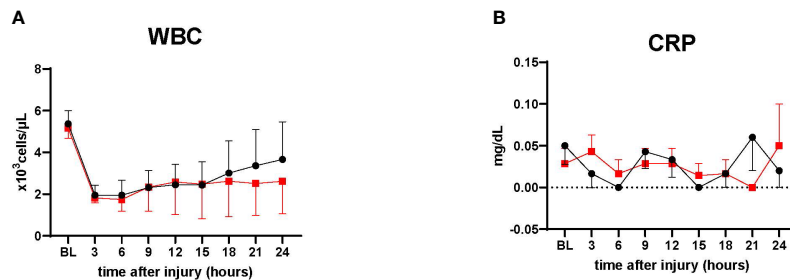 A
WBC
x10³cells/μL
8
6
4
2
0
BL 3 6 9 12 15 18 21 24
time after injury (hours)
B
CRP
mg/dL
0.15
0.10
0.05
0.00
-0.05
BL 3 6 9 12 15 18 21 24
time after injury (hours)